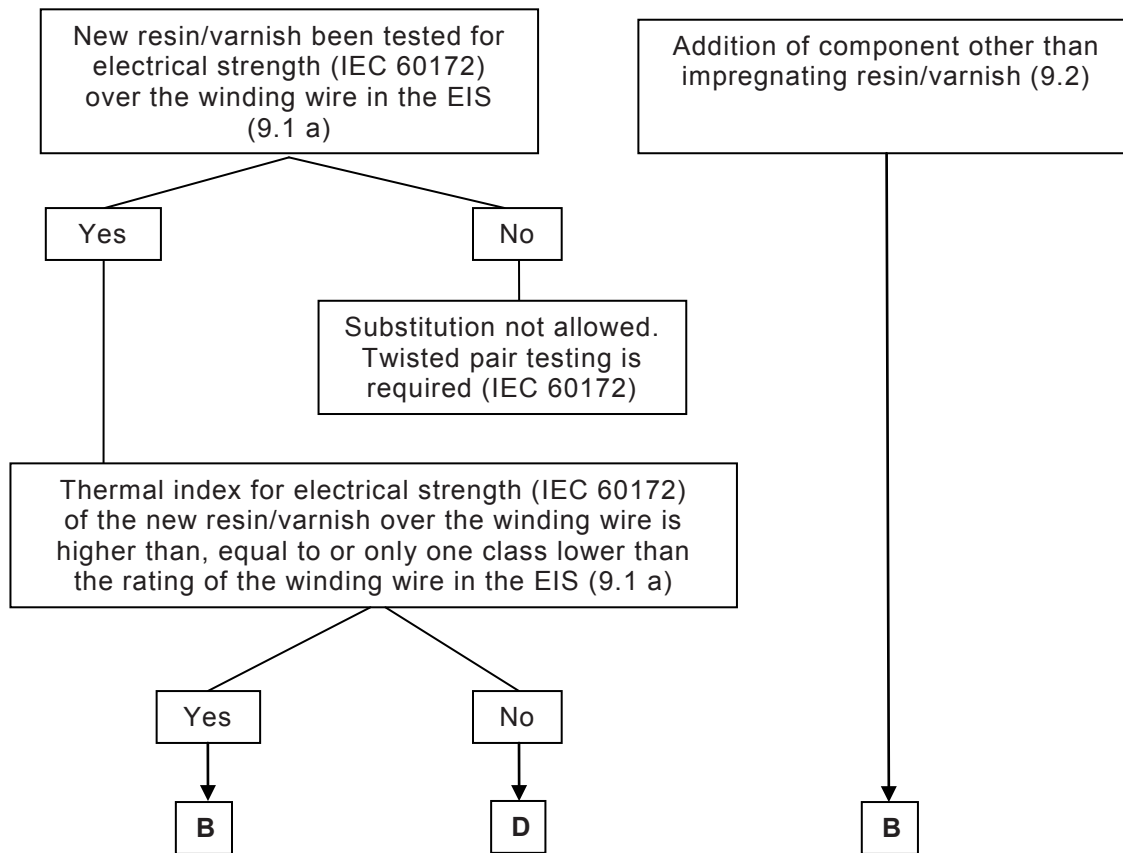 New resin/varnish been tested for
electrical strength (IEC 60172)
over the winding wire in the EIS
(9.1 a)
Addition of component other than
impregnating resin/varnish (9.2)
Yes
No
Substitution not allowed.
Twisted pair testing is
required (IEC 60172)
Thermal index for electrical strength (IEC 60172)
of the new resin/varnish over the winding wire is
higher than, equal to or only one class lower than
the rating of the winding wire in the EIS (9.1 a)
Yes
No
B
D
B